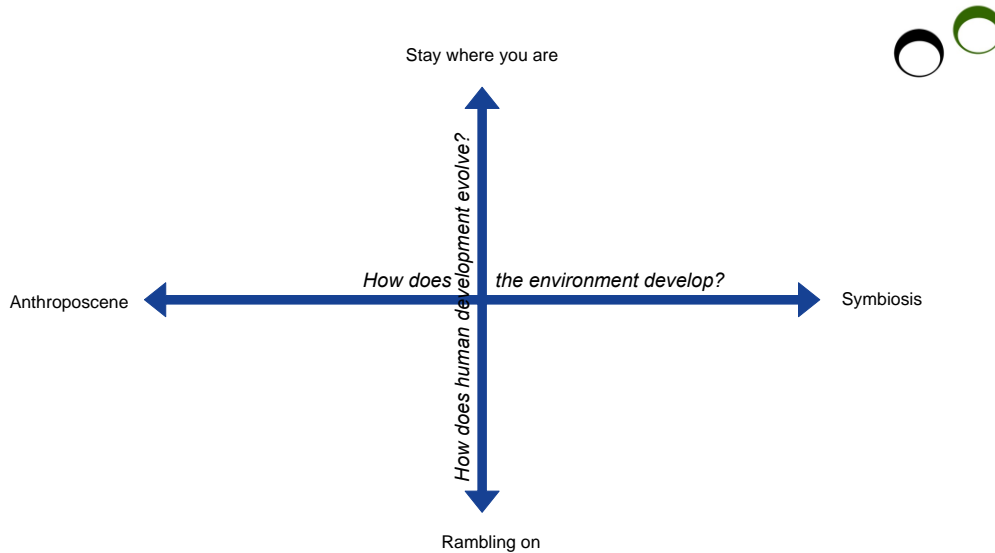 Stay where you are
How does human development evolve?
How does the environment develop?
Anthroposcene
Symbiosis
Rambling on